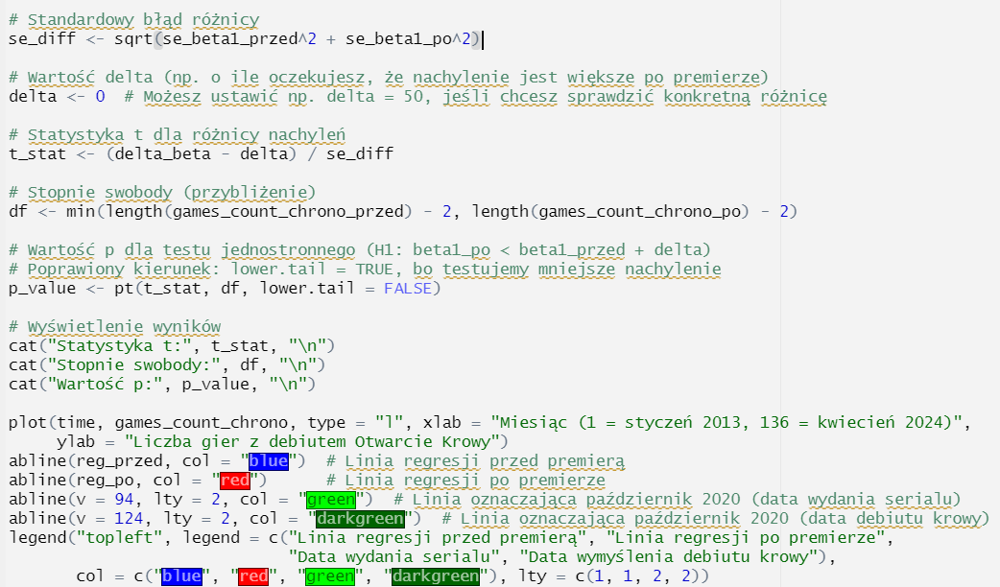 # Standardowy błąd różnicy
se_diff <- sqrt(se_beta1_przed^2 + se_beta1_po^2)
# Wartość delta (np. o ile oczekujesz, że nachylenie jest większe po premierze)
delta <- 0  # Możesz ustawić np. delta = 50, jeśli chcesz sprawdzić konkretną różnicę
# Statystyka t dla różnicy nachyleń
t_stat <- (delta_beta - delta) / se_diff
# Stopnie swobody (przybliżenie)
df <- min(length(games_count_chrono_przed) - 2, length(games_count_chrono_po) - 2)
# Wartość p dla testu jednostronnego (H1: beta1_po < beta1_przed + delta)
# Poprawiony kierunek: lower.tail = TRUE, bo testujemy mniejsze nachylenie
p_value <- pt(t_stat, df, lower.tail = FALSE)
# Wyświetlenie wyników
cat("Statystyka t:", t_stat, "\n")
cat("Stopnie swobody:", df, "\n")
cat("Wartość p:", p_value, "\n")
plot(time, games_count_chrono, type = "l", xlab = "Miesiąc (1 = styczeń 2013, 136 = kwiecień 2024)",
     ylab = "Liczba gier z debiutem Otwarcie Krowy")
abline(reg_przed, col = "blue")  # Linia regresji przed premierą
abline(reg_po, col = "red")      # Linia regresji po premierze
abline(v = 94, lty = 2, col = "green")  # Linia oznaczająca październik 2020 (data wydania serialu)
abline(v = 124, lty = 2, col = "darkgreen")  # Linia oznaczająca październik 2020 (data debiutu krowy)
legend("topleft", legend = c("Linia regresji przed premierą", "Linia regresji po premierze",
                             "Data wydania serialu", "Data wymyślenia debiutu krowy"),
       col = c("blue", "red", "green", "darkgreen"), lty = c(1, 1, 2, 2))